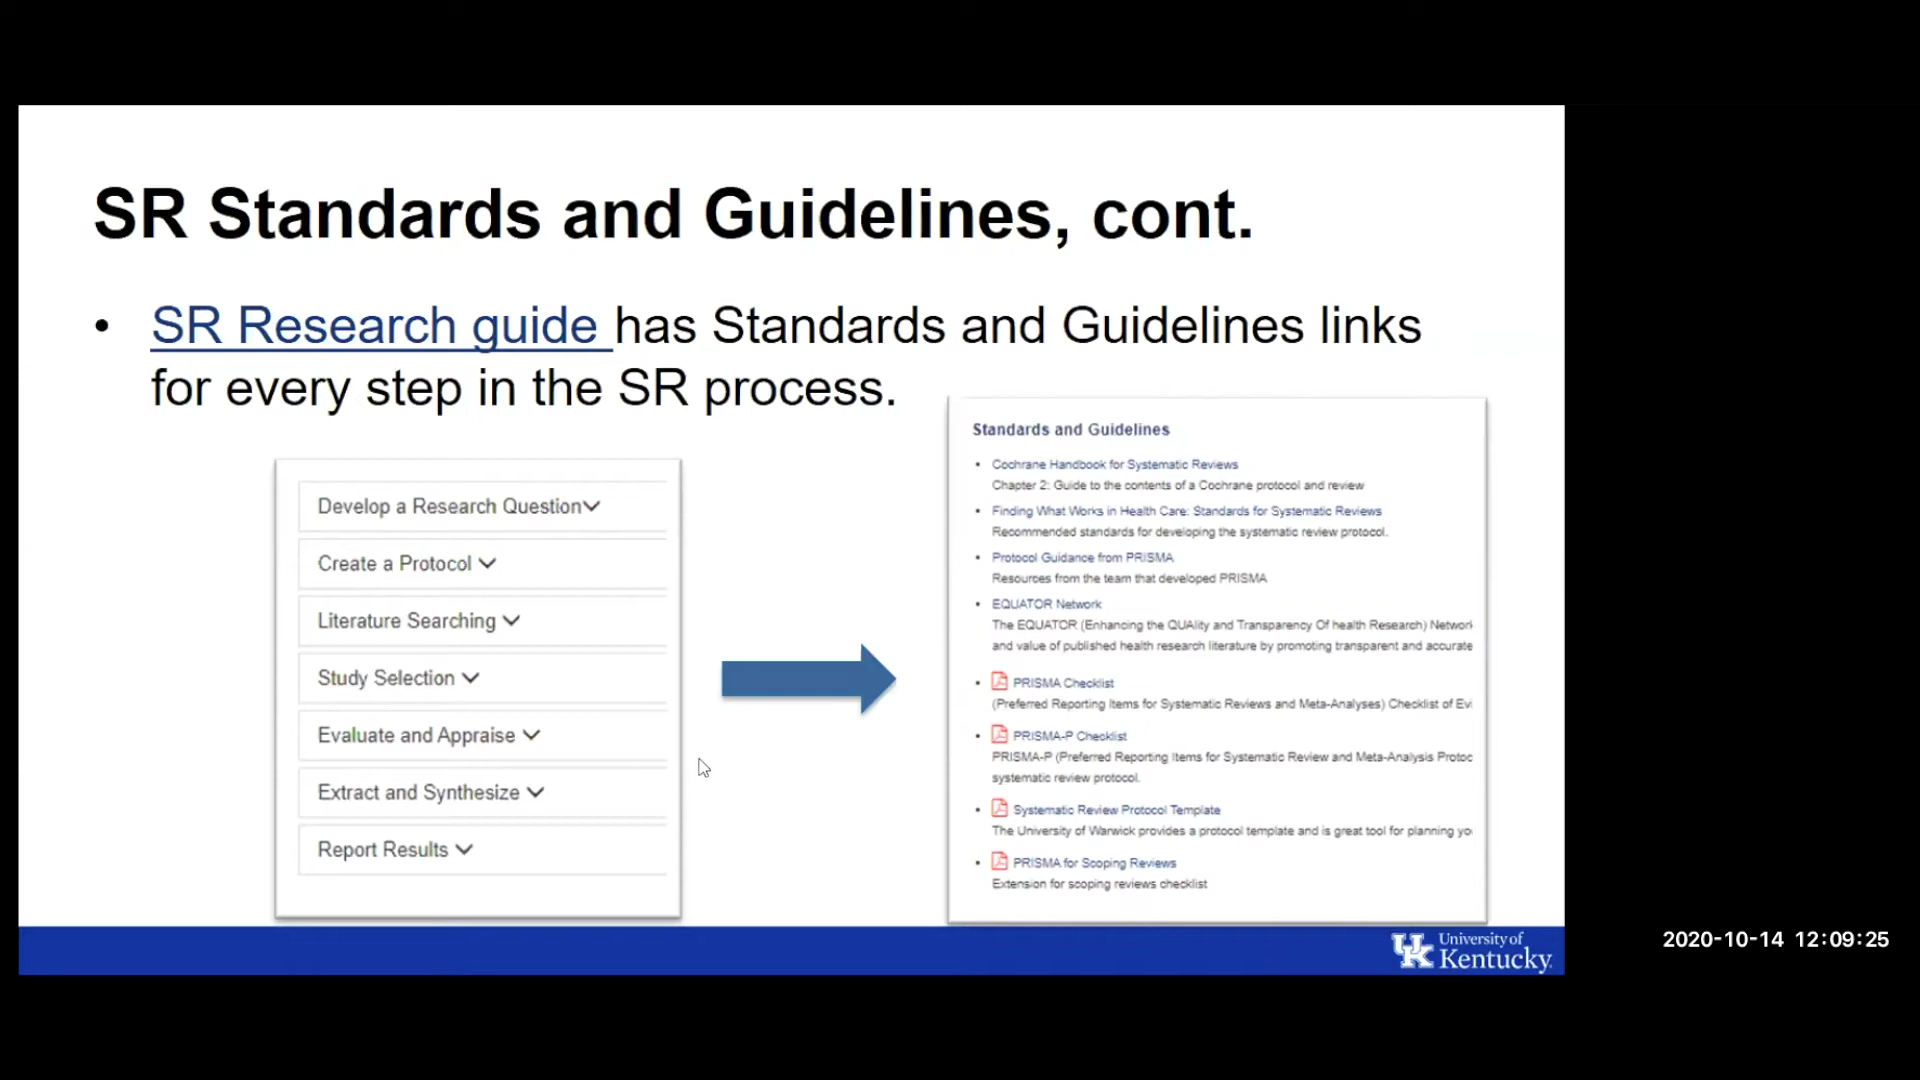 SR Standards and Guidelines, cont.
• SR Research guide has Standards and Guidelines links
for every step in the SR process.
Develop a Research Question
Create a Protocol
Literature Searching
Study Selection
Evaluate and Appraise
Extract and Synthesize
Report Results
Standards and Guidelines
• Cochrane Handbook for Systematic Reviews
Chapter 2: Guide to the contents of a Cochrane protocol and review
• Finding What Works in Health Care: Standards for Systematic Reviews
Recommended standards for developing the systematic review protocol.
• Protocol Guidance from PRISMA
Resources from the team that developed PRISMA
• EQUATOR Network
The EQUATOR (Enhancing the QUAlity and Transparency Of health Research) Network
and value of published health research literature by promoting transparent and accurate
• PRISMA Checklist
(Preferred Reporting Items for Systematic Reviews and Meta-Analyses) Checklist of Evi
• PRISMA-P Checklist
PRISMA-P (Preferred Reporting Items for Systematic Review and Meta-Analysis Protoc
systematic review protocol.
• Systematic Review Protocol Template
The University of Warwick provides a protocol template and is great tool for planning yo
• PRISMA for Scoping Reviews
Extension for scoping reviews checklist
UK University of
Kentucky
2020-10-14 12:09:25